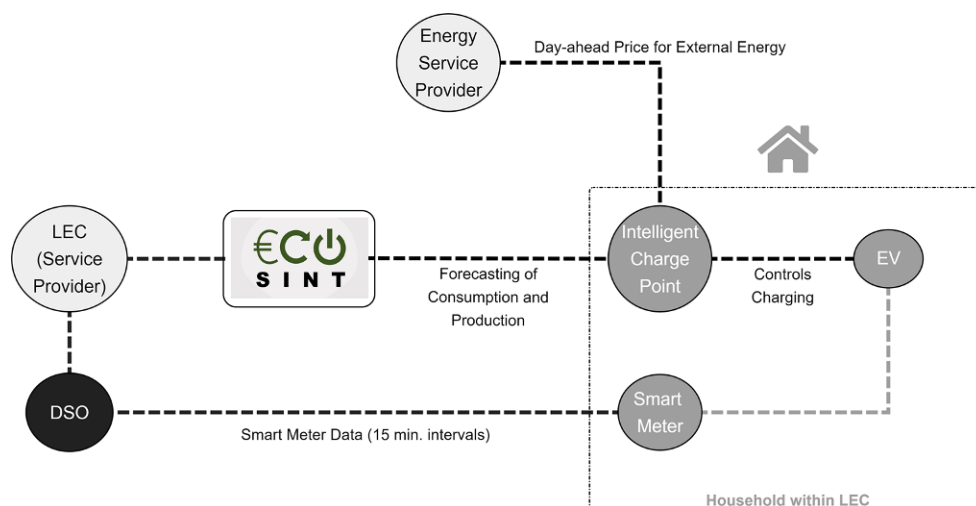 Energy
Service
Provider
Day-ahead Price for External Energy
LEC
(Service
Provider)
€CO
SINT
Forecasting of
Consumption and
Production
Intelligent
Charge
Point
Controls
Charging
EV
DSO
Smart Meter Data (15 min. intervals)
Smart
Meter
Household within LEC